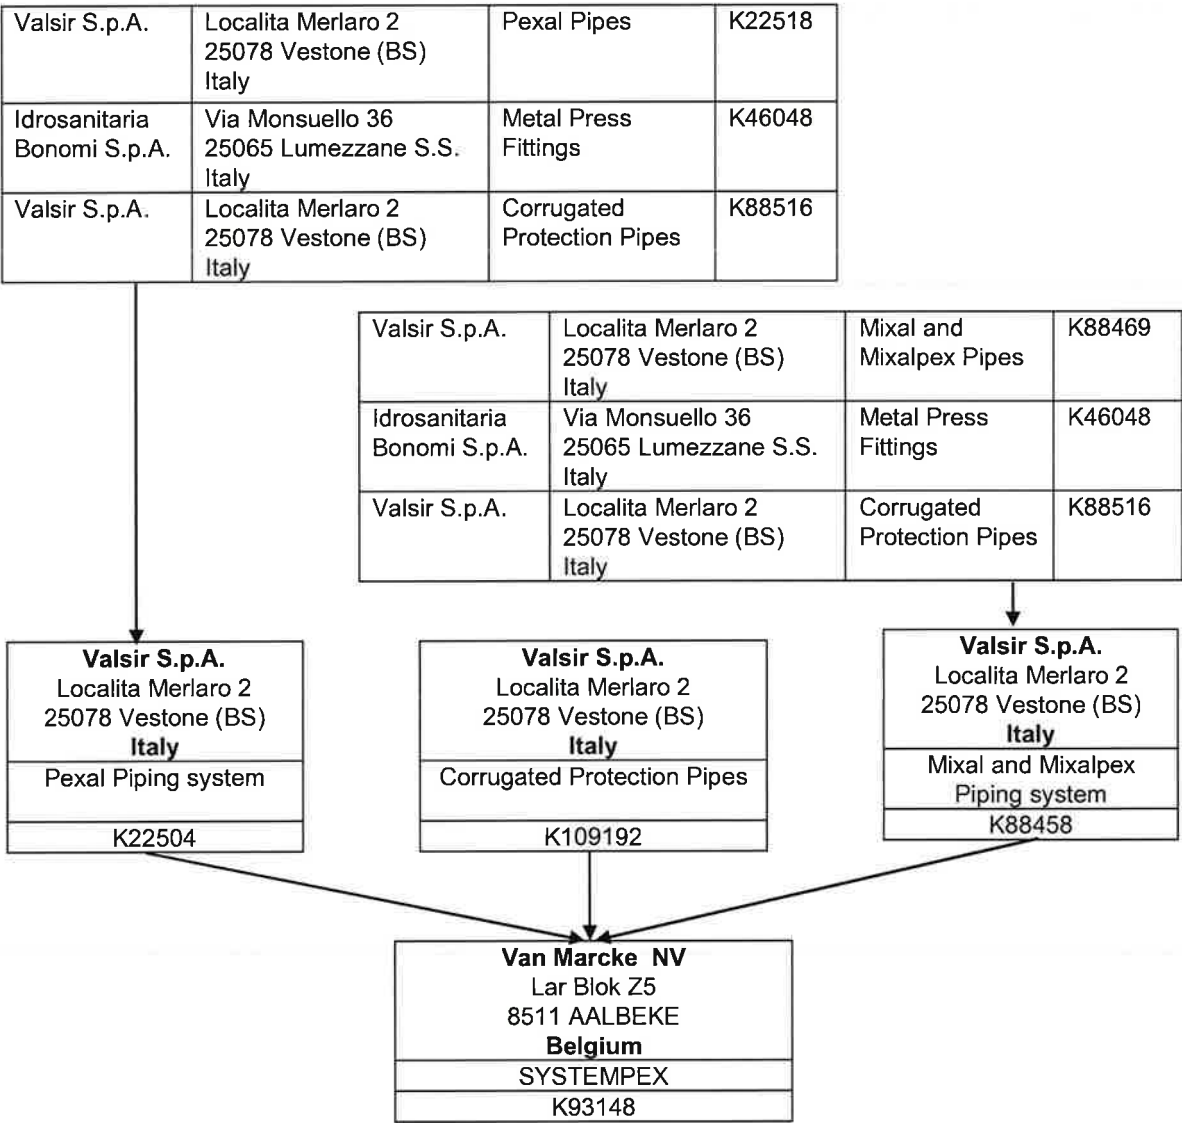 Valsir S.p.A. Localita Merlaro 2 Pexal Pipes K22518
25078 Vestone (BS)
Italy
Idrosanitaria Via Monsuello 36 Metal Press K46048
Bonomi S.p.A. 25065 Lumezzane S.S. Fittings
Italy
Valsir S.p.A. Localita Merlaro 2 Corrugated K88516
25078 Vestone (BS) Protection Pipes
Italy
Valsir S.p.A. Localita Merlaro 2 Mixal and K88469
25078 Vestone (BS) Mixalpex Pipes
Italy
Idrosanitaria Via Monsuello 36 Metal Press K46048
Bonomi S.p.A. 25065 Lumezzane S.S. Fittings
Italy
Valsir S.p.A. Localita Merlaro 2 Corrugated K88516
25078 Vestone (BS) Protection Pipes
Italy
Valsir S.p.A.
Localita Merlaro 2
25078 Vestone (BS)
Italy
Pexal Piping system
K22504
Valsir S.p.A.
Localita Merlaro 2
25078 Vestone (BS)
Italy
Corrugated Protection Pipes
K109192
Valsir S.p.A.
Localita Merlaro 2
25078 Vestone (BS)
Italy
Mixal and Mixalpex
Piping system
K88458
Van Marcke NV
Lar Blok Z5
8511 AALBEKE
Belgium
SYSTEMPEX
K93148